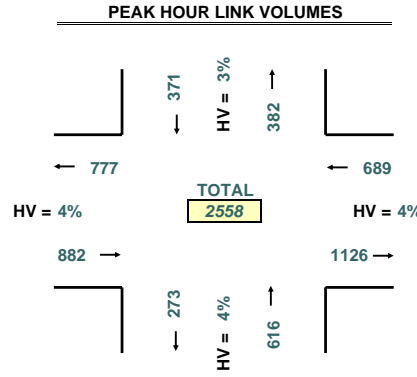 PEAK HOUR LINK VOLUMES
371
HV = 3%
382
777
689
TOTAL
HV = 4%
2558
HV = 4%
882
1126
273
HV = 4%
616